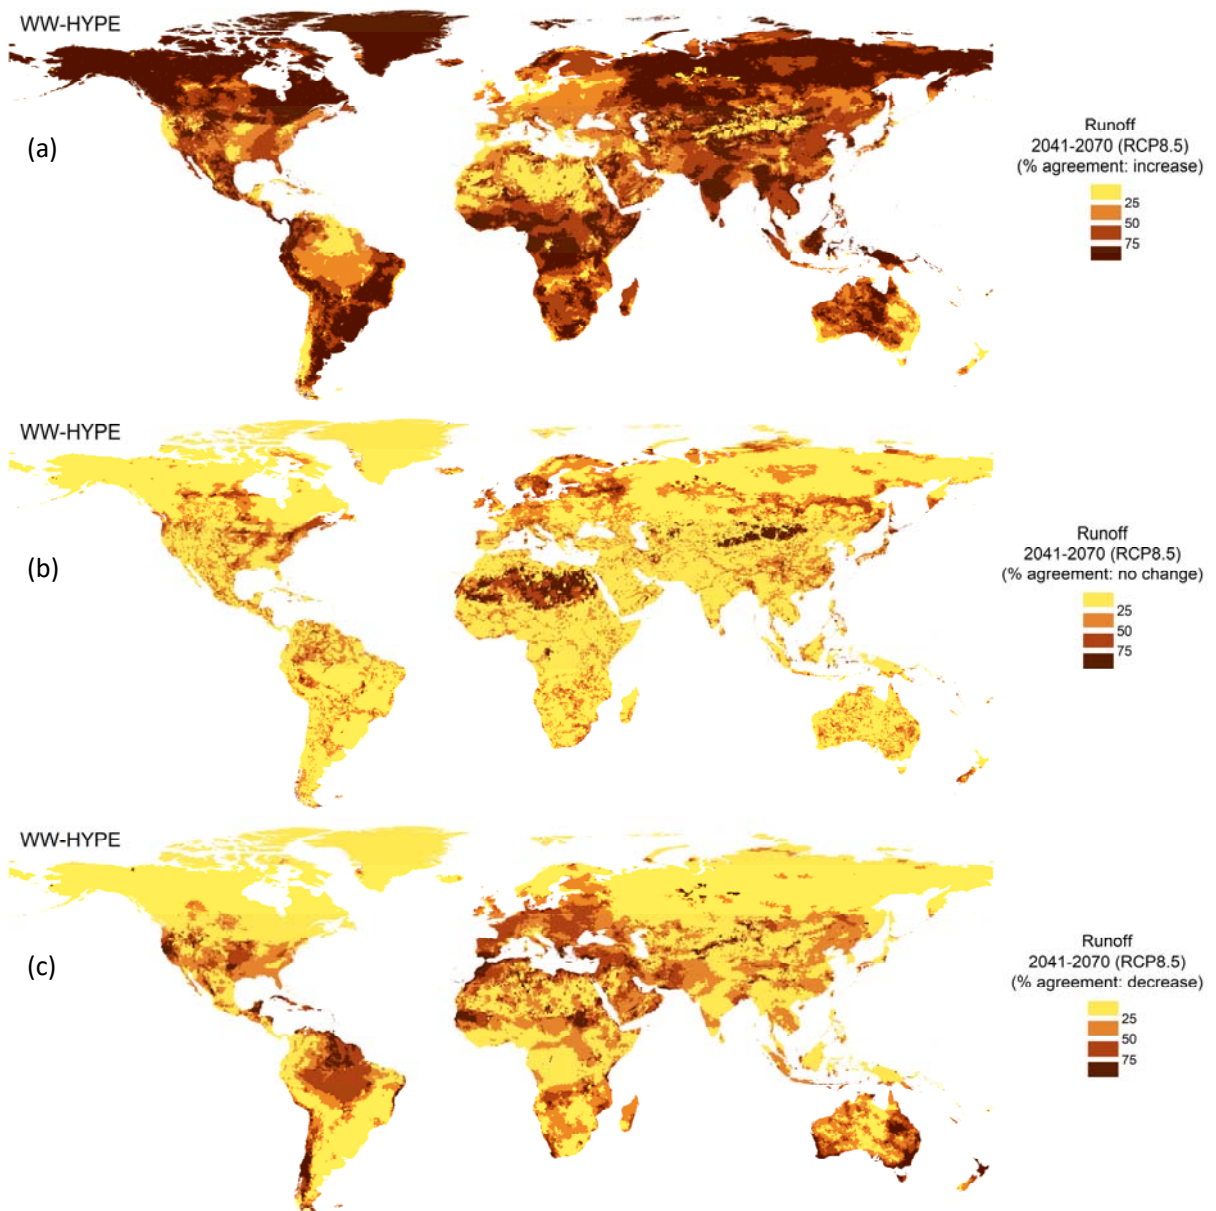 WW-HYPE
(a)
Runoff
2041-2070 (RCP8.5)
(% agreement: increase)
25
50
75
WW-HYPE
(b)
Runoff
2041-2070 (RCP8.5)
(% agreement: no change)
25
50
75
WW-HYPE
(c)
Runoff
2041-2070 (RCP8.5)
(% agreement: decrease)
25
50
75